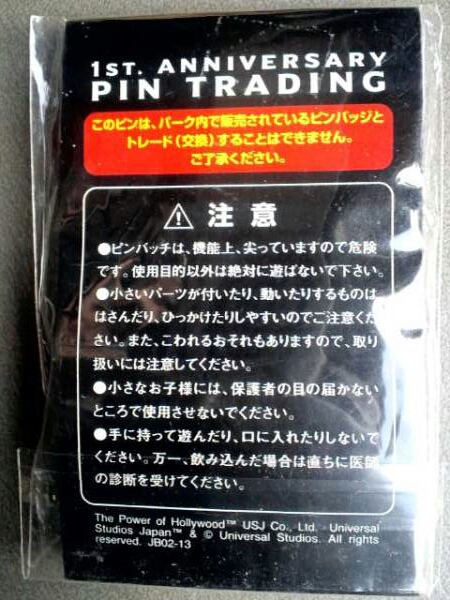 1ST. ANNIVERSARY
PIN TRADING
このピンは、パーク内で販売されているピンバッジと
トレード(交換)することはできません。
ご了承ください。
⚠ 注意
●ピンバッチは、機能上、尖っていますので危険
です。使用目的以外は絶対に遊ばないで下さい。
●小さいパーツが付いたり、動いたりするものは
はさんだり、ひっかけたりしやすいのでご注意くだ
さい。また、こわれるおそれもありますので、取り
扱いには注意してください。
●小さなお子様には、保護者の目の届かない
ところで使用させないでください。
●手に持って遊んだり、口に入れたりしないで
ください。万一、飲み込んだ場合は直ちに医師
の診断を受けてください。
The Power of Hollywood™ USJ Co., Ltd. Universal
Studios Japan™ & © Universal Studios. All rights
reserved. JB02-13